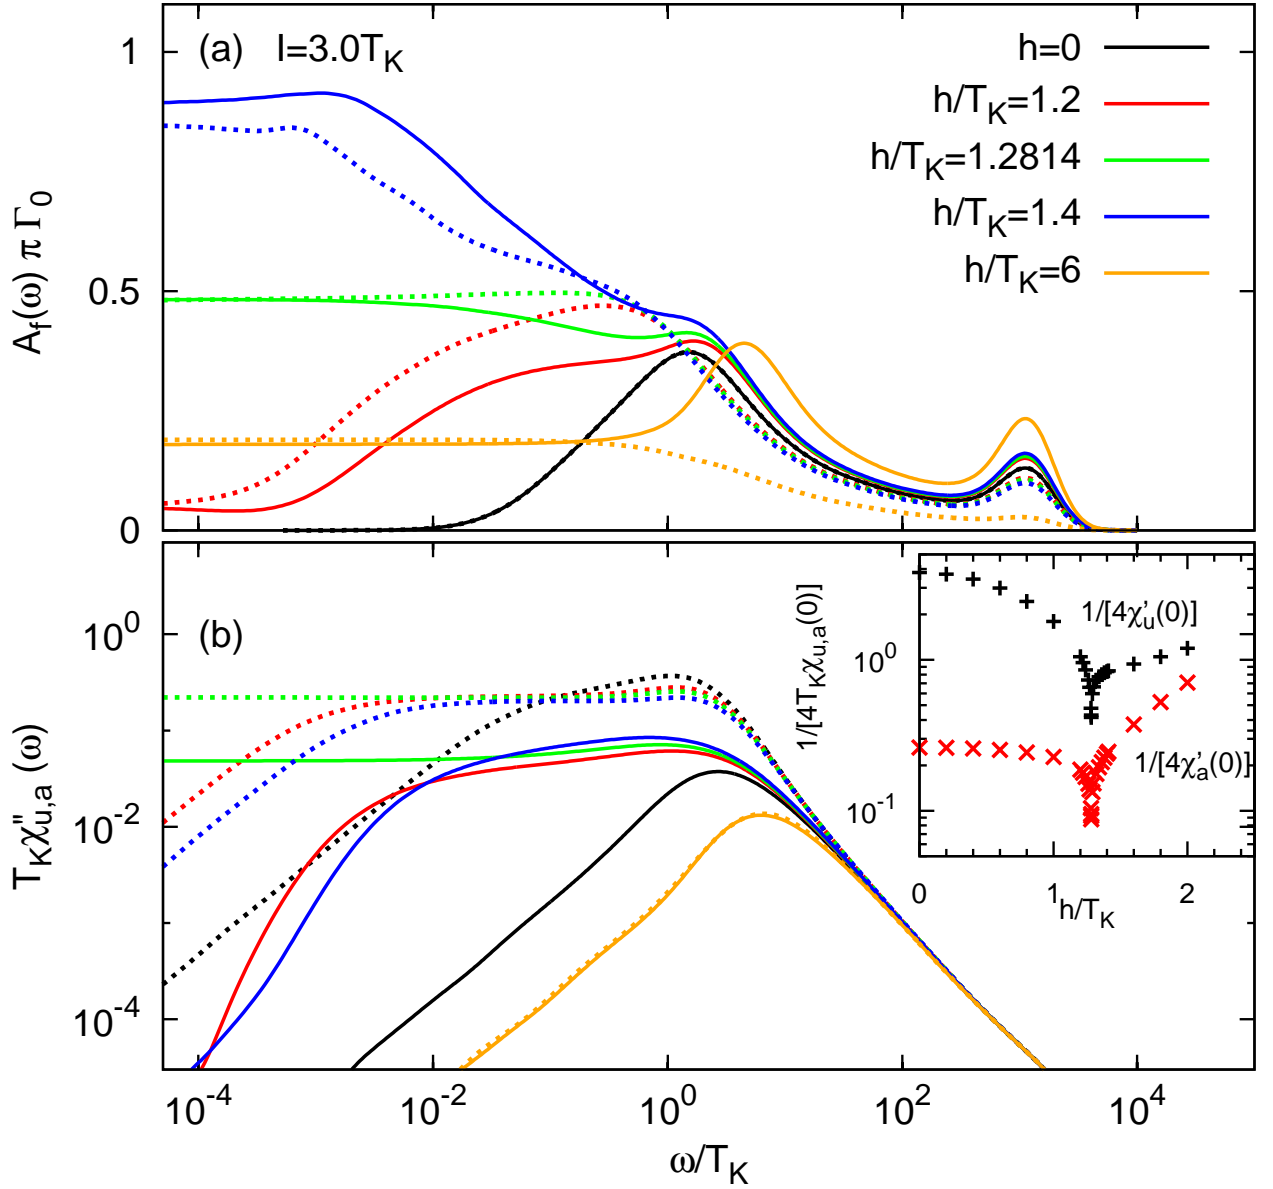 (a) I=3.0T_K
h=0
h/T_K=1.2
h/T_K=1.2814
h/T_K=1.4
h/T_K=6
1
0.5
0
A_f(ω) π Γ_0
(b)
10^0
10^-2
10^-4
T_K χ''_{u,a} (ω)
10^-4 10^-2 10^0 10^2 10^4
ω/T_K
1/[4T_K χ_{u,a}(0)]
10^0
10^-1
1/[4χ'_u(0)]
1/[4χ'_a(0)]
0 1 2
h/T_K